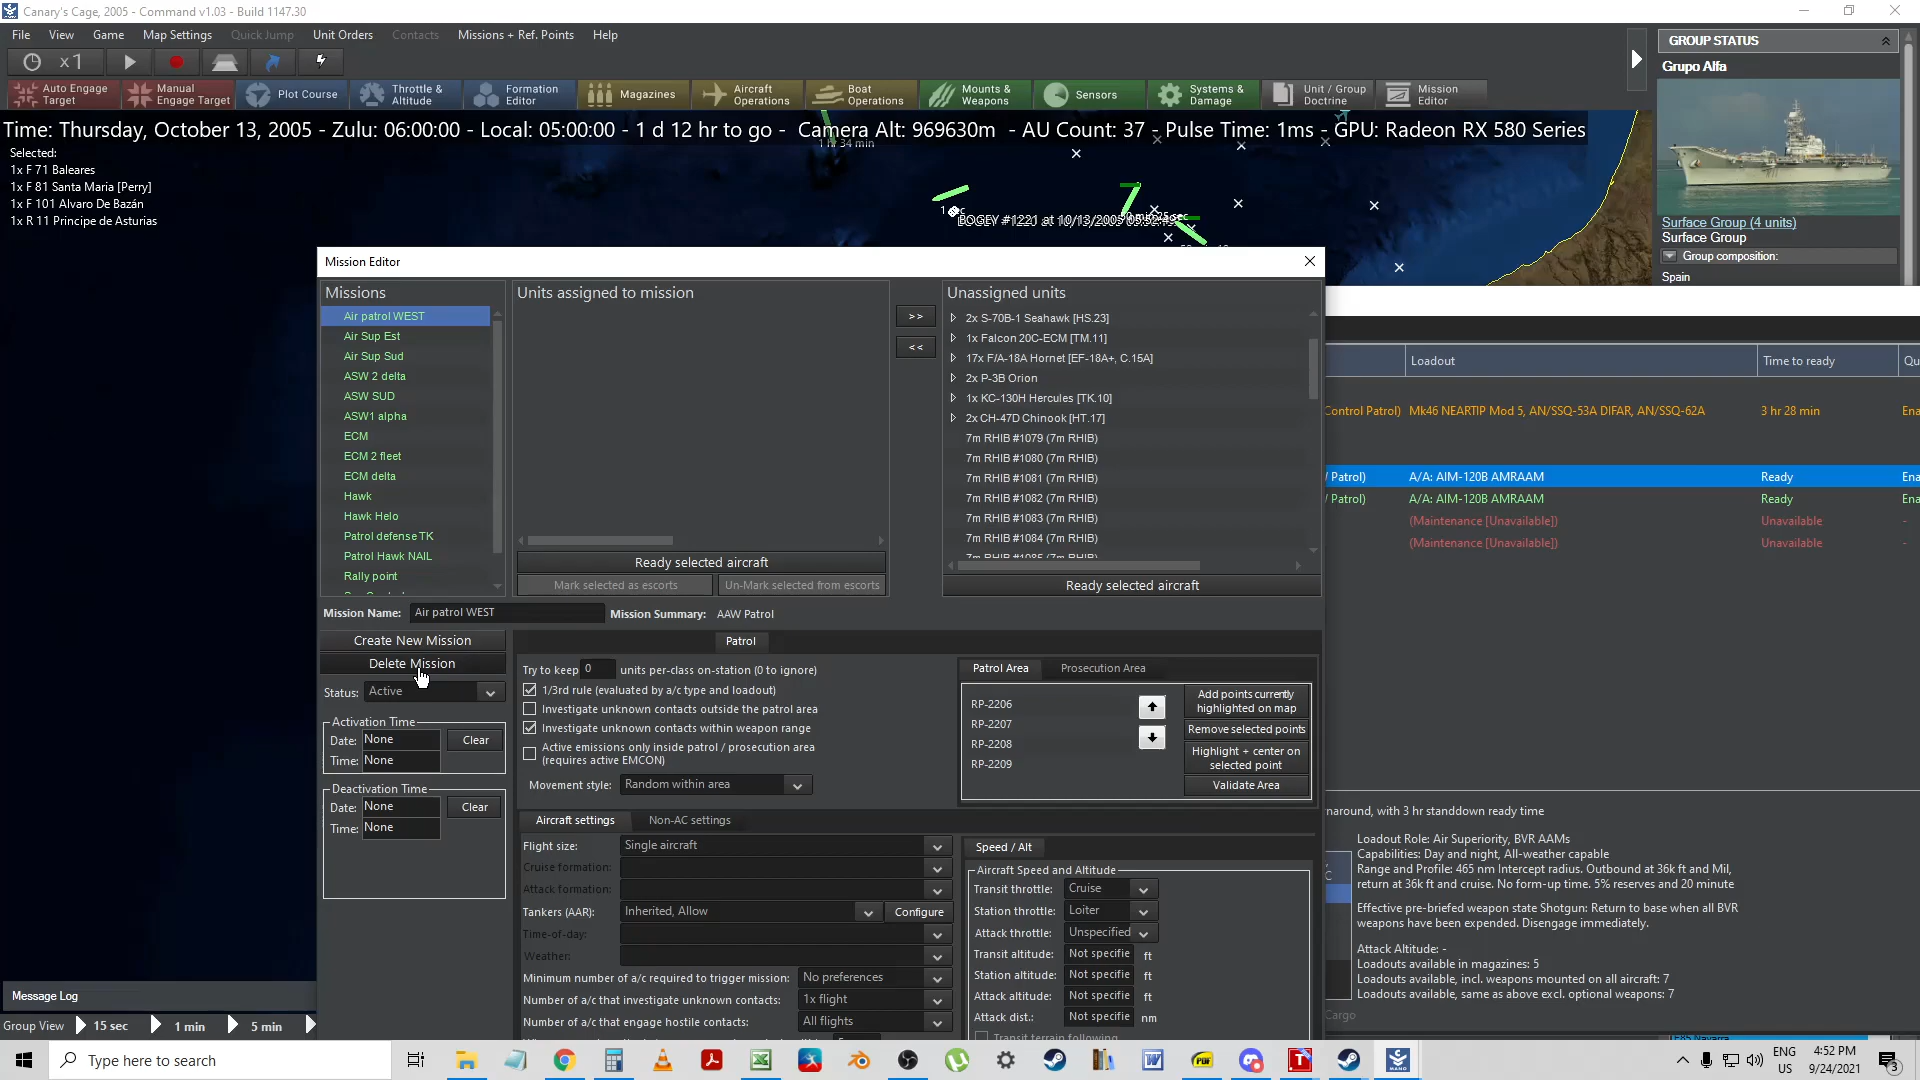 Canary's Cage, 2005 - Command v1.03 - Build 1147.30
File View Game Map Settings Quick Jump Unit Orders Contacts Missions + Ref. Points Help
x1
Auto Engage Target
Manual Engage Target
Plot Course
Throttle & Altitude
Formation Editor
Magazines
Aircraft Operations
Boat Operations
Mounts & Weapons
Sensors
Systems & Damage
Unit / Group Doctrine
Mission Editor
Time: Thursday, October 13, 2005 - Zulu: 06:00:00 - Local: 05:00:00 - 1 d 12 hr to go - Camera Alt: 969630m - AU Count: 37 - Pulse Time: 1ms - GPU: Radeon RX 580 Series
Selected:
1x F 71 Baleares
1x F 81 Santa Maria [Perry]
1x F 101 Alvaro De Bazán
1x R 11 Principe de Asturias
1 hr 34 min
BOGEY #1221 at 10/13/2005
GROUP STATUS
Grupo Alfa
Surface Group (4 units)
Surface Group
Group composition:
Spain
Mission Editor
Missions
Air patrol WEST
Air Sup Est
Air Sup Sud
ASW 2 delta
ASW SUD
ASW1 alpha
ECM
ECM 2 fleet
ECM delta
Hawk
Hawk Helo
Patrol defense TK
Patrol Hawk NAIL
Rally point
Units assigned to mission
Ready selected aircraft
Mark selected as escorts
Un-Mark selected from escorts
>>
<<
Unassigned units
2x S-70B-1 Seahawk [HS.23]
1x Falcon 20C-ECM [TM.11]
17x F/A-18A Hornet [EF-18A+, C.15A]
2x P-3B Orion
1x KC-130H Hercules [TK.10]
2x CH-47D Chinook [HT.17]
7m RHIB #1079 (7m RHIB)
7m RHIB #1080 (7m RHIB)
7m RHIB #1081 (7m RHIB)
7m RHIB #1082 (7m RHIB)
7m RHIB #1083 (7m RHIB)
7m RHIB #1084 (7m RHIB)
7m RHIB #1085 (7m RHIB)
Ready selected aircraft
Mission Name: Air patrol WEST Mission Summary: AAW Patrol
Create New Mission
Delete Mission
Status: Active
Activation Time
Date: None Clear
Time: None
Deactivation Time
Date: None Clear
Time: None
Patrol
Try to keep 0 units per-class on-station (0 to ignore)
1/3rd rule (evaluated by a/c type and loadout)
Investigate unknown contacts outside the patrol area
Investigate unknown contacts within weapon range
Active emissions only inside patrol / prosecution area
(requires active EMCON)
Movement style: Random within area
Patrol Area Prosecution Area
RP-2206
RP-2207
RP-2208
RP-2209
Add points currently highlighted on map
Remove selected points
Highlight + center on selected point
Validate Area
Aircraft settings Non-AC settings
Flight size: Single aircraft
Cruise formation:
Attack formation:
Tankers (AAR): Inherited, Allow Configure
Time-of-day:
Weather:
Minimum number of a/c required to trigger mission: No preferences
Number of a/c that investigate unknown contacts: 1x flight
Number of a/c that engage hostile contacts: All flights
Speed / Alt
Aircraft Speed and Altitude
Transit throttle: Cruise
Station throttle: Loiter
Attack throttle: Unspecified
Transit altitude: Not specifie ft
Station altitude: Not specifie ft
Attack altitude: Not specifie ft
Attack dist.: Not specifie nm
Transit terrain following
Loadout Time to ready Qu
Control Patrol) Mk46 NEARTIP Mod 5, AN/SSQ-53A DIFAR, AN/SSQ-62A 3 hr 28 min Ena
/ Patrol) A/A: AIM-120B AMRAAM Ready Ena
/ Patrol) A/A: AIM-120B AMRAAM Ready Ena
(Maintenance [Unavailable]) Unavailable -
(Maintenance [Unavailable]) Unavailable -
naround, with 3 hr standdown ready time
Loadout Role: Air Superiority, BVR AAMs
Capabilities: Day and night, All-weather capable
Range and Profile: 465 nm Intercept radius. Outbound at 36k ft and Mil,
return at 36k ft and cruise. No form-up time. 5% reserves and 20 minute
Effective pre-briefed weapon state Shotgun: Return to base when all BVR
weapons have been expended. Disengage immediately.
Attack Altitude: -
Loadouts available in magazines: 5
Loadouts available, incl. weapons mounted on all aircraft: 7
Loadouts available, same as above excl. optional weapons: 7
Cargo
Message Log
Group View 15 sec 1 min 5 min
Type here to search
ENG
US
4:52 PM
9/24/2021
3